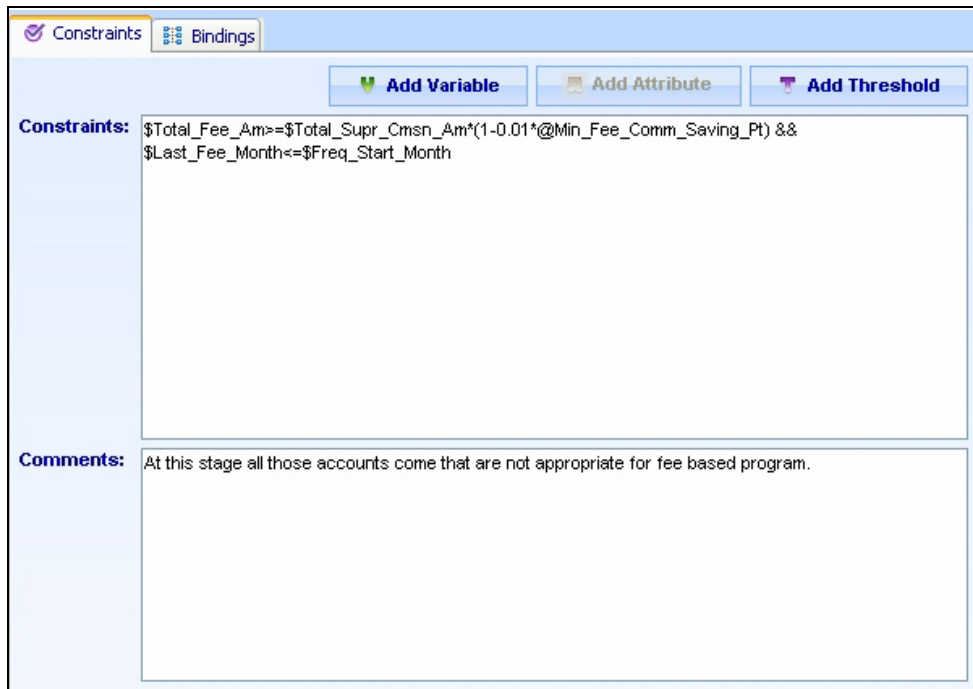 Constraints
Bindings
Add Variable
Add Attribute
Add Threshold
Constraints:
$Total_Fee_Am>=$Total_Supr_Cmsn_Am*(1-0.01*@Min_Fee_Comm_Saving_Pt) &&
$Last_Fee_Month<=$Freq_Start_Month
Comments:
At this stage all those accounts come that are not appropriate for fee based program.